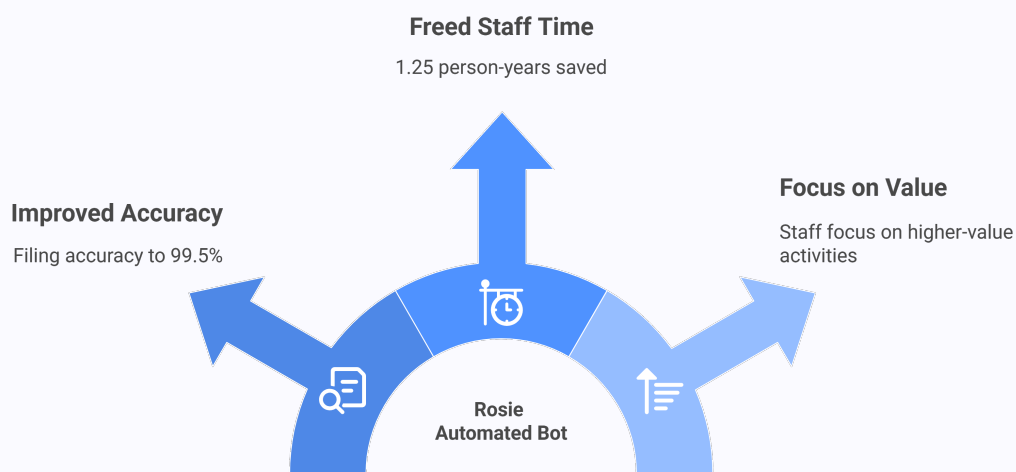 Freed Staff Time
1.25 person-years saved
Improved Accuracy
Filing accuracy to 99.5%
Focus on Value
Staff focus on higher-value
activities
Rosie
Automated Bot